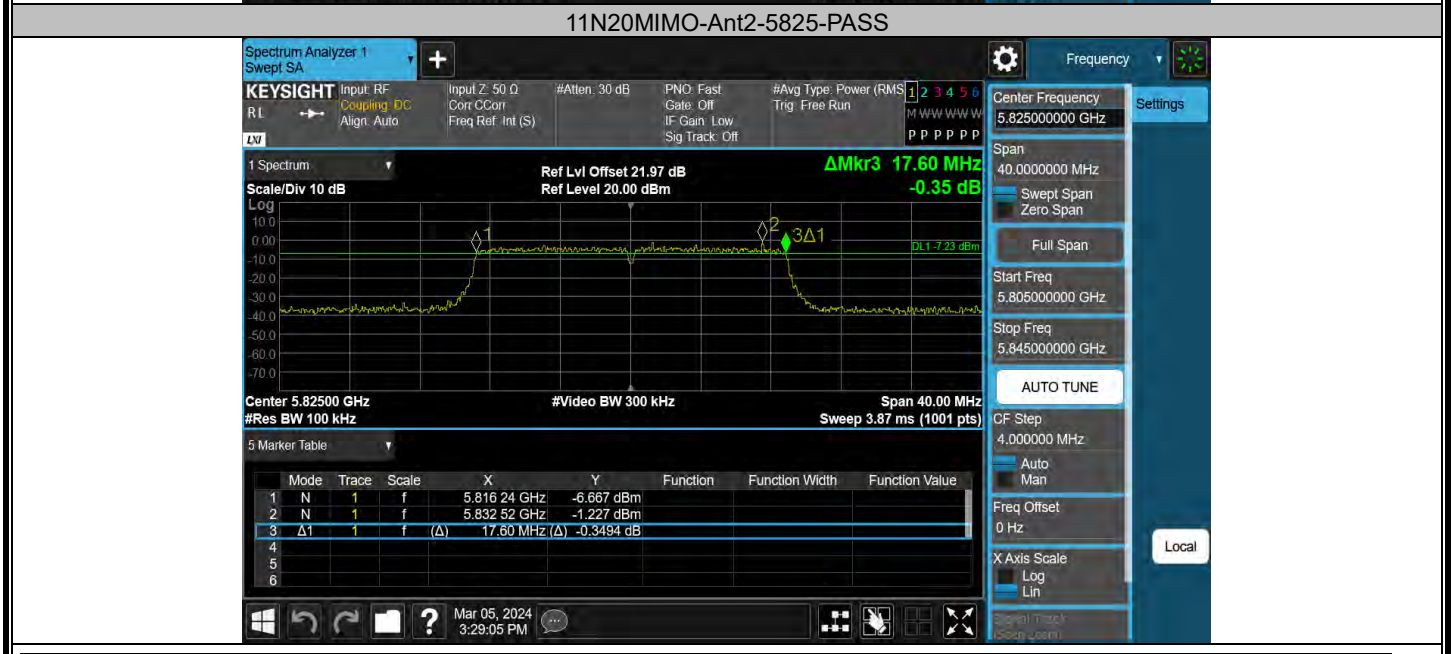 11N20MIMO-Ant2-5825-PASS
Spectrum Analyzer 1
Swept SA
+
Frequency
KEYSIGHT
RL
LXI
Input: RF
Coupling: DC
Align: Auto
Input Z: 50 Ω
Corr CCorr
Freq Ref: Int (S)
#Atten: 30 dB
PNO: Fast
Gate: Off
IF Gain: Low
Sig Track: Off
#Avg Type: Power (RMS
Trig: Free Run
1 2 3 4 5 6
M W W W W W
P P P P P P
Center Frequency
5.825000000 GHz
Settings
1 Spectrum
Scale/Div 10 dB
Log
Ref Lvl Offset 21.97 dB
Ref Level 20.00 dBm
ΔMkr3 17.60 MHz
-0.35 dB
10.0
0.00
-10.0
-20.0
-30.0
-40.0
-50.0
-60.0
-70.0
1
2
3Δ1
DL1 -7.23 dBm
Center 5.82500 GHz
#Res BW 100 kHz
#Video BW 300 kHz
Span 40.00 MHz
Sweep 3.87 ms (1001 pts)
Span
40.0000000 MHz
Swept Span
Zero Span
Full Span
Start Freq
5.805000000 GHz
Stop Freq
5.845000000 GHz
AUTO TUNE
CF Step
4.000000 MHz
Auto
Man
Freq Offset
0 Hz
X Axis Scale
Log
Lin
Signal Track
(Span Zoom)
Local
5 Marker Table
Mode Trace Scale X Y Function Function Width Function Value
1 N 1 f 5.816 24 GHz -6.667 dBm
2 N 1 f 5.832 52 GHz -1.227 dBm
3 Δ1 1 f (Δ) 17.60 MHz (Δ) -0.3494 dB
4
5
6
?
Mar 05, 2024
3:29:05 PM